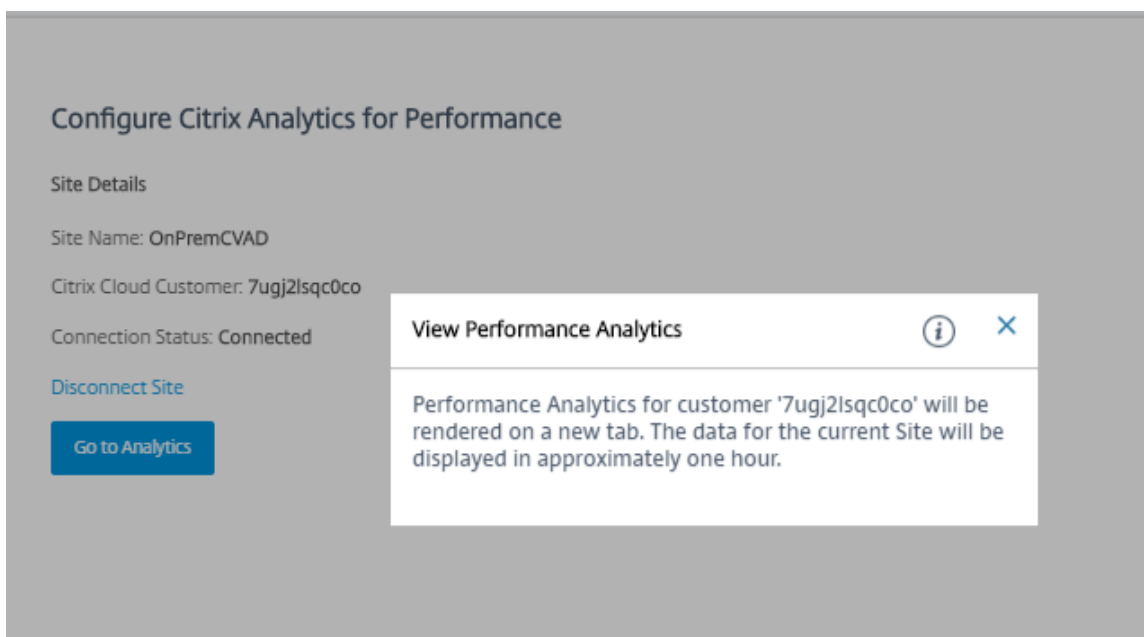 Configure Citrix Analytics for Performance
Site Details
Site Name: OnPremCVAD
Citrix Cloud Customer: 7ugj2lsqc0co
Connection Status: Connected
Disconnect Site
Go to Analytics
View Performance Analytics
Performance Analytics for customer '7ugj2lsqc0co' will be
rendered on a new tab. The data for the current Site will be
displayed in approximately one hour.